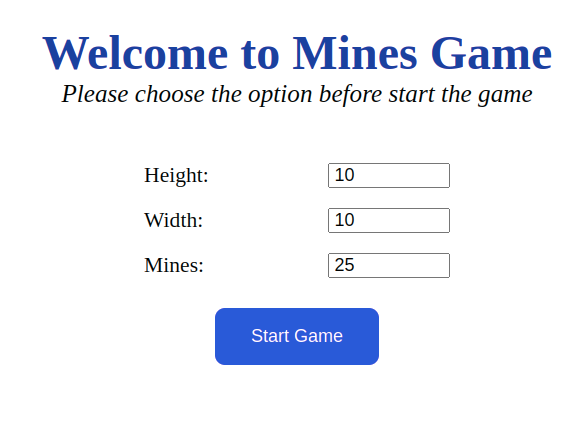 Welcome to Mines Game
Please choose the option before start the game
Height: 10
Width: 10
Mines: 25
Start Game